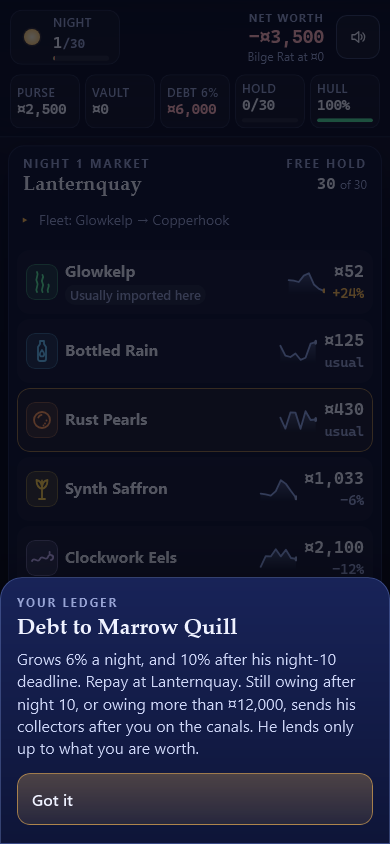 NIGHT
1/30
NET WORTH
−¤3,500
Bilge Rat at ¤0
PURSE
¤2,500
VAULT
¤0
DEBT 6%
¤6,000
HOLD
0/30
HULL
100%
NIGHT 1 MARKET
Lanternquay
FREE HOLD
30 of 30
Fleet: Glowkelp → Copperhook
Glowkelp
Usually imported here
¤52
+24%
Bottled Rain
¤125
usual
Rust Pearls
¤430
usual
Synth Saffron
¤1,033
−6%
Clockwork Eels
¤2,100
−12%
YOUR LEDGER
Debt to Marrow Quill
Grows 6% a night, and 10% after his night-10
deadline. Repay at Lanternquay. Still owing after
night 10, or owing more than ¤12,000, sends his
collectors after you on the canals. He lends only
up to what you are worth.
Got it